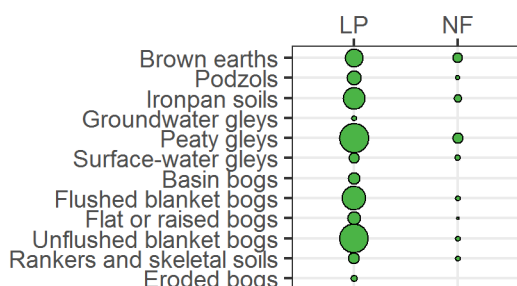 LP NF
Brown earths
Podzols
Ironpan soils
Groundwater gleys
Peaty gleys
Surface-water gleys
Basin bogs
Flushed blanket bogs
Flat or raised bogs
Unflushed blanket bogs
Rankers and skeletal soils
Eroded bogs